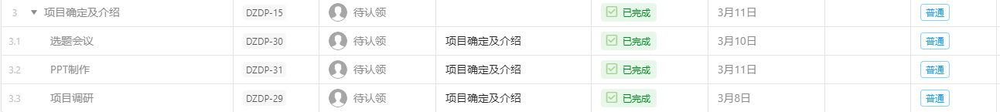 3 项目确定及介绍 DZDP-15 待认领 已完成 3月11日 普通
3.1 选题会议 DZDP-30 待认领 项目确定及介绍 已完成 3月10日 普通
3.2 PPT制作 DZDP-31 待认领 项目确定及介绍 已完成 3月11日 普通
3.3 项目调研 DZDP-29 待认领 项目确定及介绍 已完成 3月8日 普通